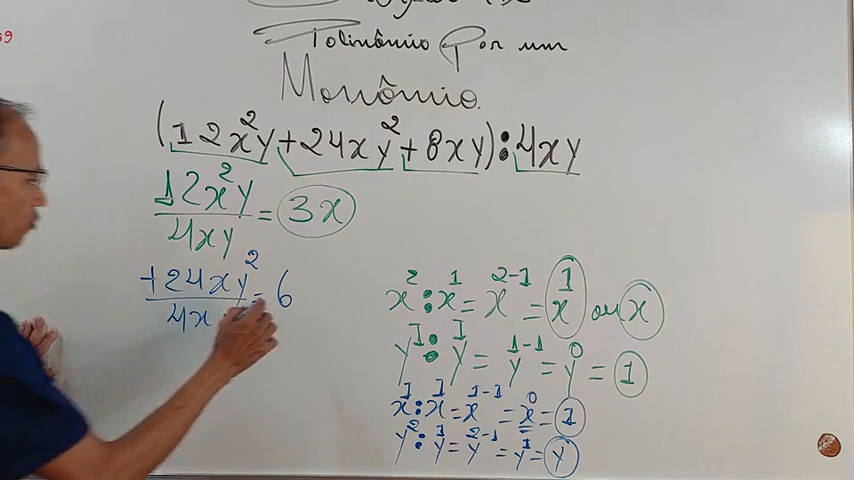 69
Polinômio Por um
Monômio.
(12x²y+24xy²+8xy):4xy
12x²y/4xy = 3x
+24xy²/4x = 6
x²:x¹=x²⁻¹=x¹ ou x
y¹:y¹=y¹⁻¹=y⁰=1
x¹:x¹=x¹⁻¹=x⁰=1
y²:y¹=y²⁻¹=y¹=y